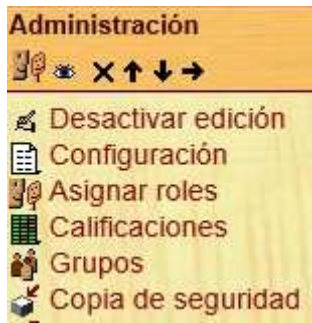 Administración
Desactivar edición
Configuración
Asignar roles
Calificaciones
Grupos
Copia de seguridad